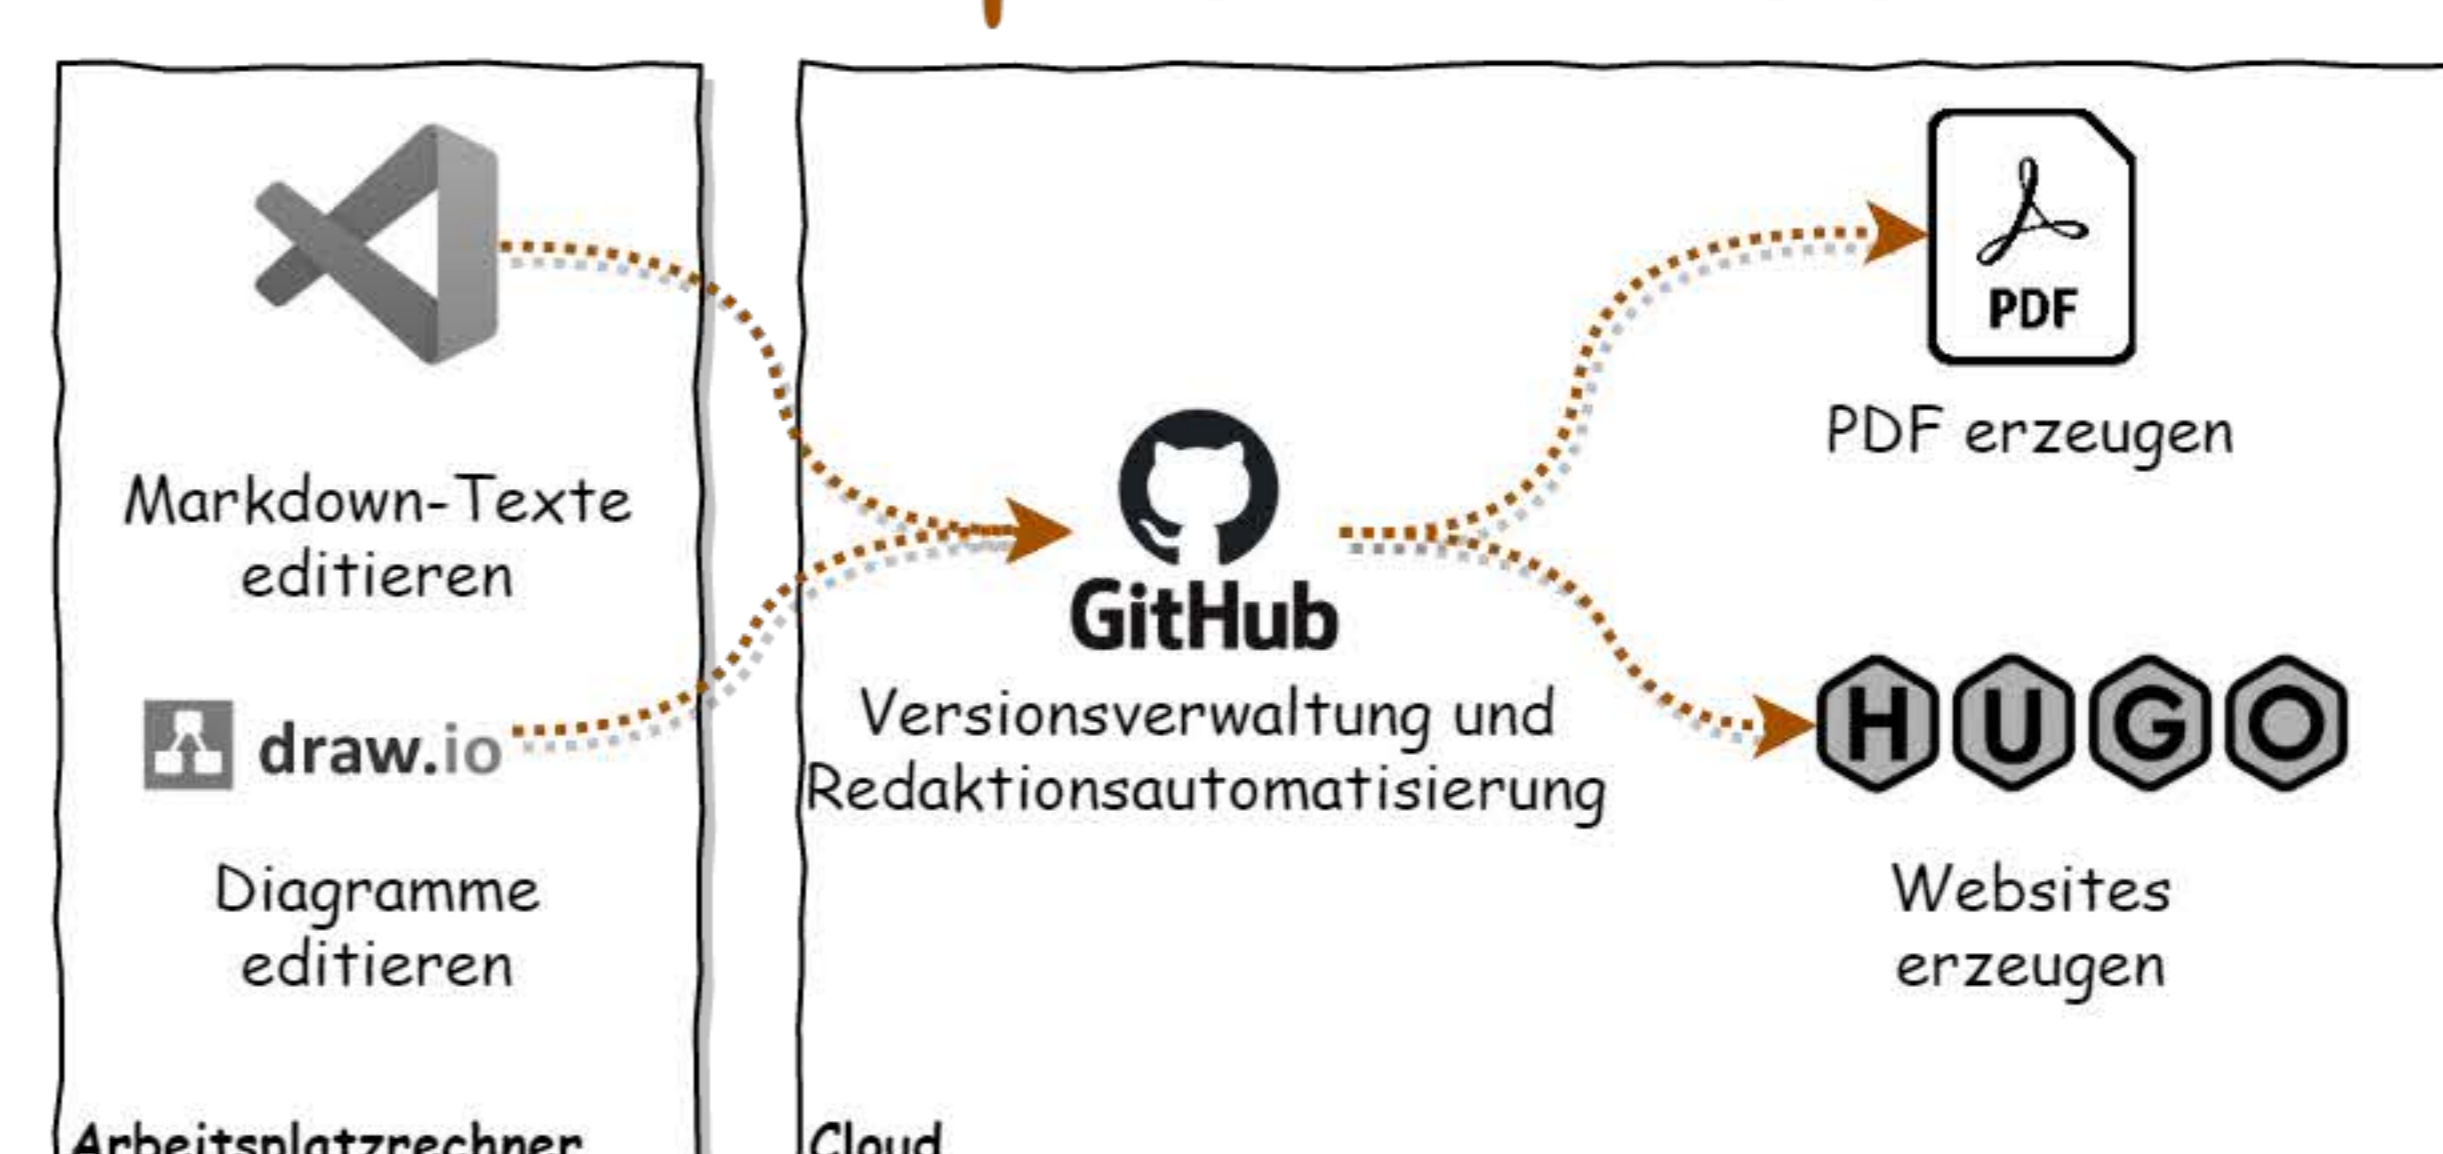 PDF
PDF erzeugen
Markdown-Texte
editieren
GitHub
Versionsverwaltung und
Redaktionsautomatisierung
draw.io
Diagramme
editieren
HUGO
Websites
erzeugen
Arbeitsplatzrechner
Cloud